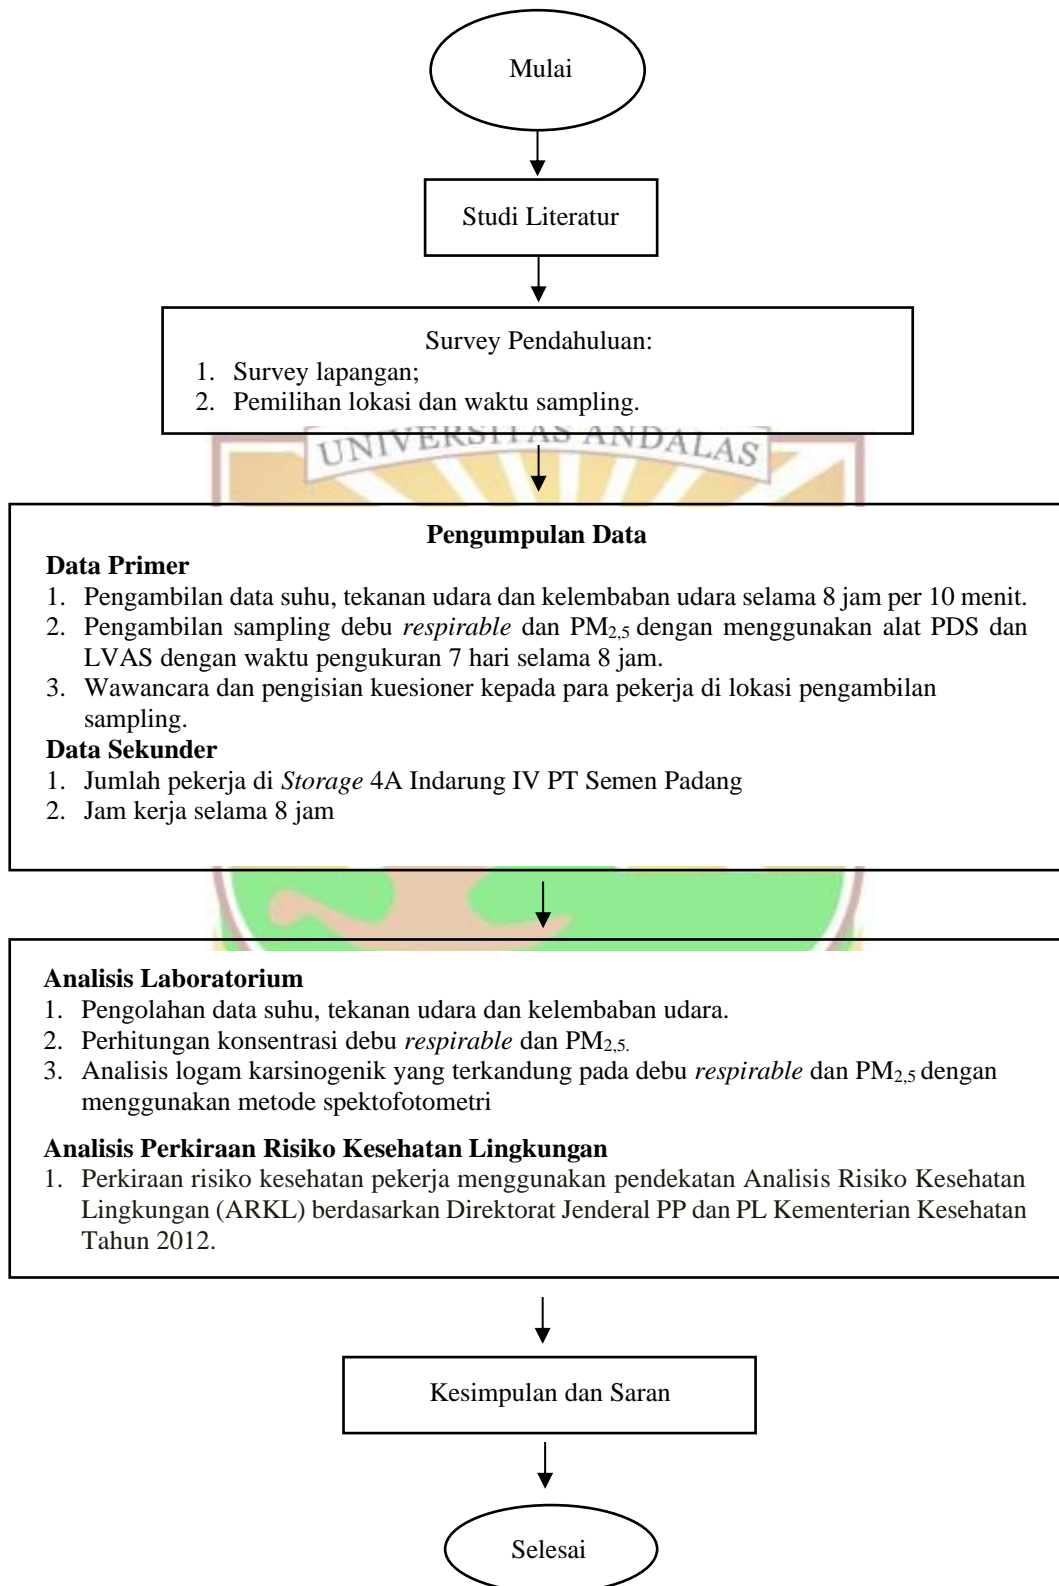 Mulai
Studi Literatur
Survey Pendahuluan:
1. Survey lapangan;
2. Pemilihan lokasi dan waktu sampling.
UNIVERSITAS ANDALAS
Pengumpulan Data
Data Primer
1. Pengambilan data suhu, tekanan udara dan kelembaban udara selama 8 jam per 10 menit.
2. Pengambilan sampling debu respirable dan PM2,5 dengan menggunakan alat PDS dan
LVAS dengan waktu pengukuran 7 hari selama 8 jam.
3. Wawancara dan pengisian kuesioner kepada para pekerja di lokasi pengambilan
sampling.
Data Sekunder
1. Jumlah pekerja di Storage 4A Indarung IV PT Semen Padang
2. Jam kerja selama 8 jam
Analisis Laboratorium
1. Pengolahan data suhu, tekanan udara dan kelembaban udara.
2. Perhitungan konsentrasi debu respirable dan PM2,5.
3. Analisis logam karsinogenik yang terkandung pada debu respirable dan PM2,5 dengan
menggunakan metode spektofotometri
Analisis Perkiraan Risiko Kesehatan Lingkungan
1. Perkiraan risiko kesehatan pekerja menggunakan pendekatan Analisis Risiko Kesehatan
Lingkungan (ARKL) berdasarkan Direktorat Jenderal PP dan PL Kementerian Kesehatan
Tahun 2012.
Kesimpulan dan Saran
Selesai